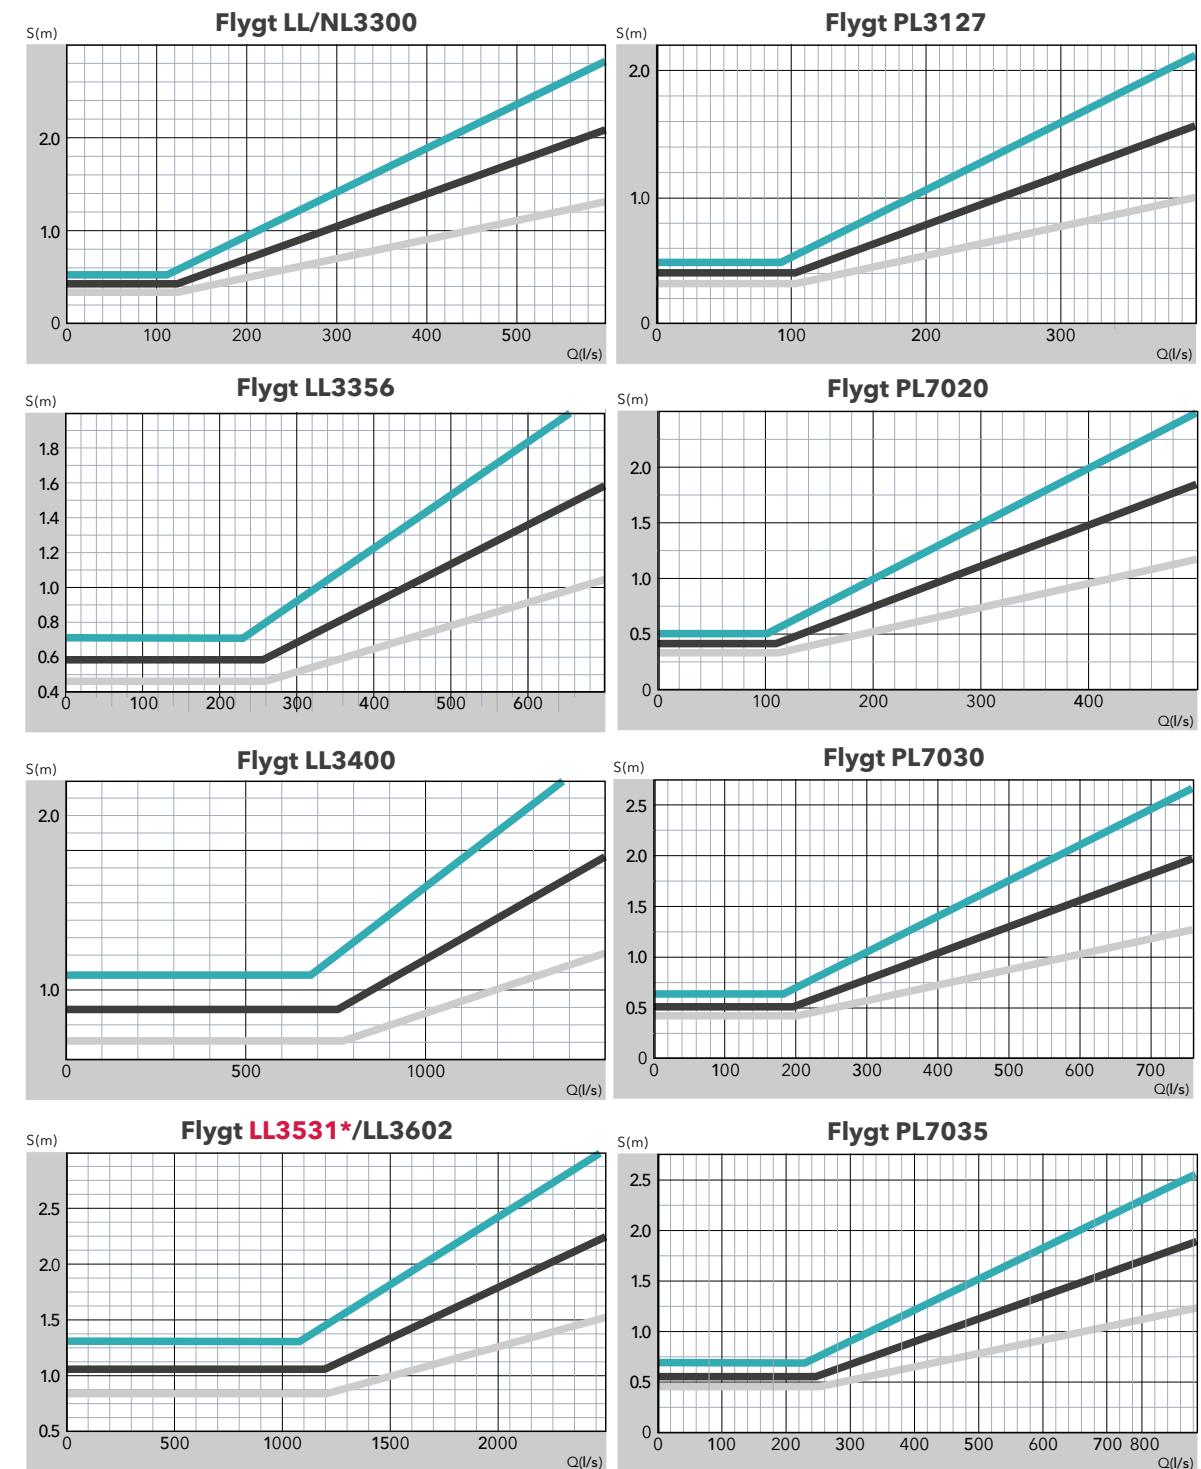 Flygt LL/NL3300
S(m)
2.0
1.0
0
0 100 200 300 400 500
Q(l/s)
Flygt PL3127
S(m)
2.0
1.0
0
0 100 200 300
Q(l/s)
Flygt LL3356
S(m)
1.8
1.6
1.4
1.2
1.0
0.8
0.6
0.4
0 100 200 300 400 500 600
Flygt PL7020
S(m)
2.0
1.5
1.0
0.5
0
0 100 200 300 400
Q(l/s)
Flygt LL3400
S(m)
2.0
1.0
0 500 1000
Q(l/s)
Flygt PL7030
S(m)
2.5
2.0
1.5
1.0
0.5
0
0 100 200 300 400 500 600 700
Q(l/s)
Flygt LL3531*/LL3602
S(m)
2.5
2.0
1.5
1.0
0.5
0 500 1000 1500 2000
Q(l/s)
Flygt PL7035
S(m)
2.5
2.0
1.5
1.0
0.5
0
0 100 200 300 400 500 600 700 800
Q(l/s)